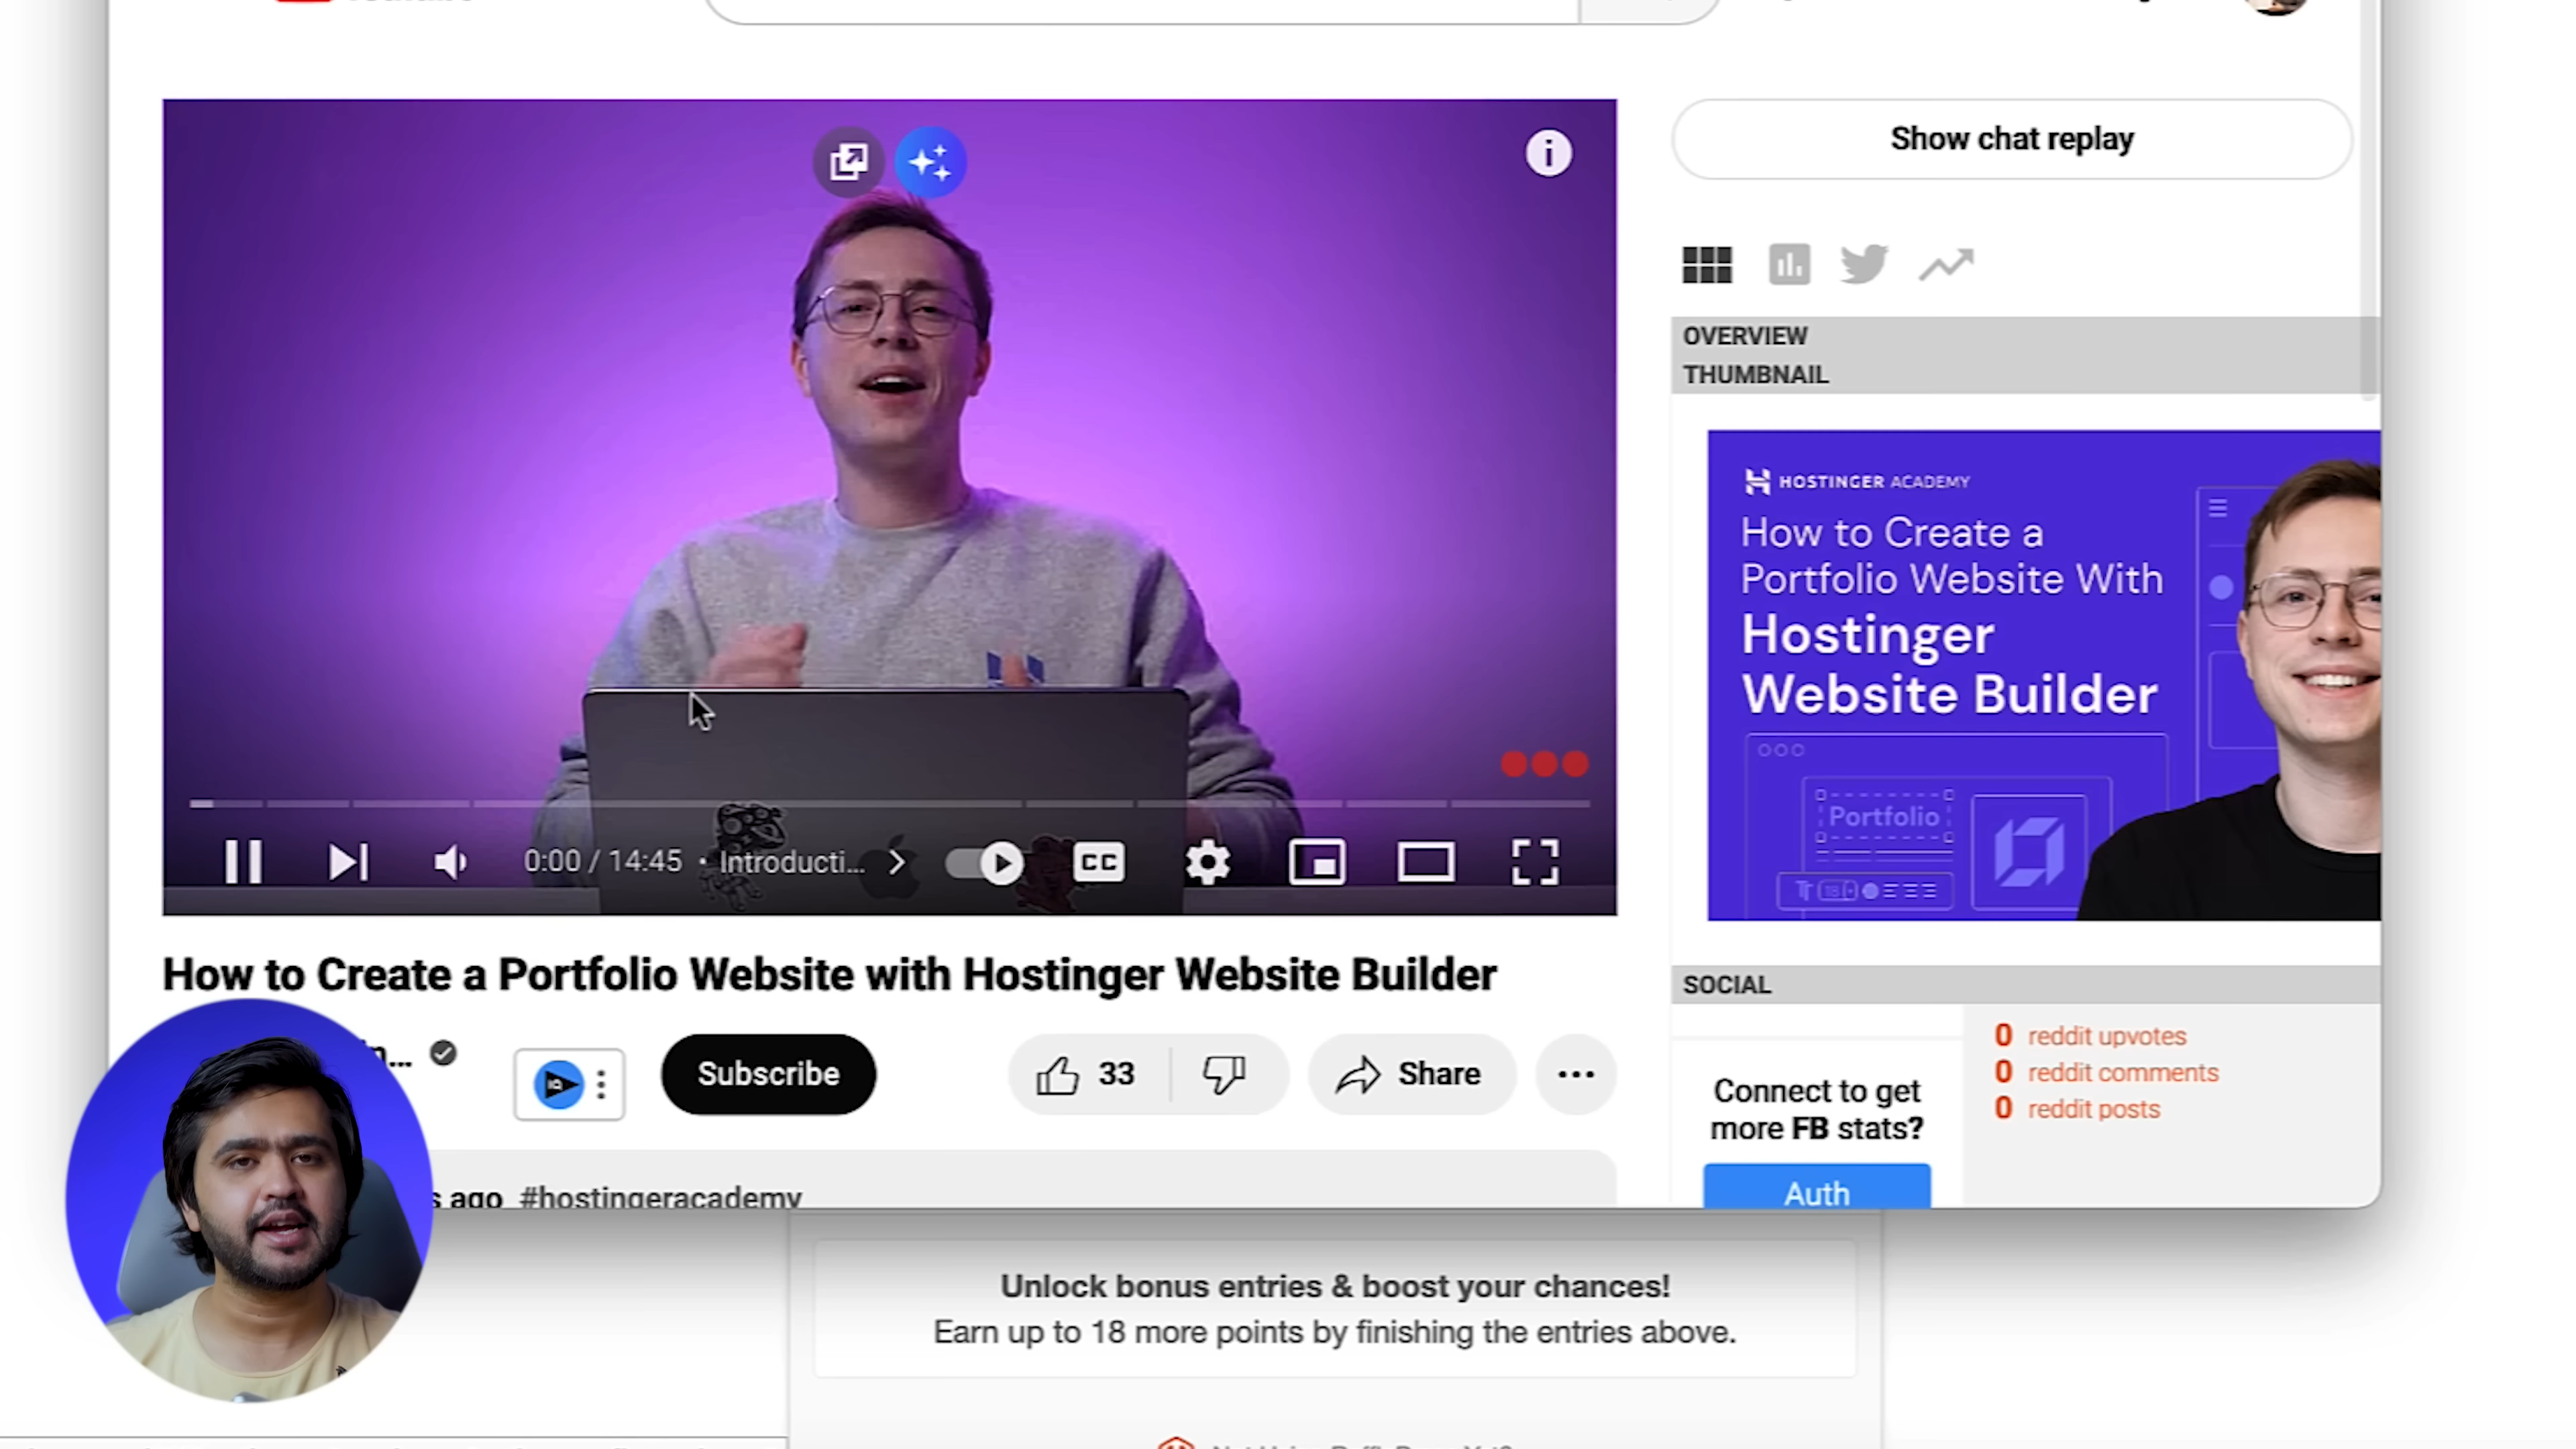 Show chat replay
OVERVIEW
THUMBNAIL
HOSTINGER ACADEMY
How to Create a
Portfolio Website With
Hostinger
Website Builder
Portfolio
0:00 / 14:45 • Introducti...
CC
How to Create a Portfolio Website with Hostinger Website Builder
Subscribe
33
Share
SOCIAL
0 reddit upvotes
0 reddit comments
0 reddit posts
Connect to get
more FB stats?
Auth
s ago #hostingeracademy
Unlock bonus entries & boost your chances!
Earn up to 18 more points by finishing the entries above.